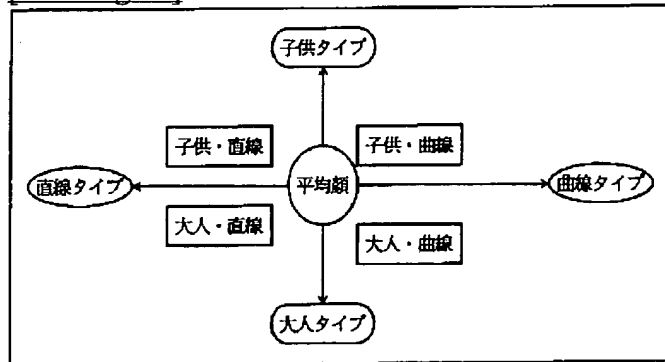 子供タイプ
子供・直線
子供・曲線
直線タイプ
平均顔
曲線タイプ
大人・直線
大人・曲線
大人タイプ